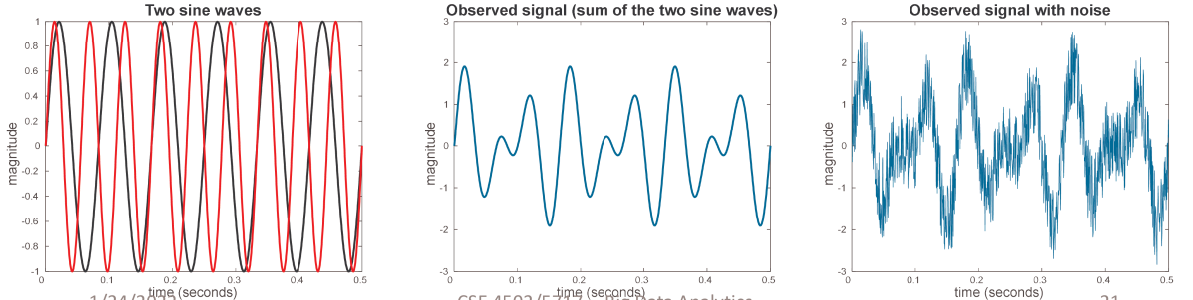 Two sine waves
1
0.8
0.6
0.4
0.2
0
0.2
0.4
0.6
0.8
-1
magnitude
0 0.1 0.2 0.3 0.4 0.5
time (seconds)
Observed signal (sum of the two sine waves)
3
2
1
0
-1
-2
-3
magnitude
0 0.1 0.2 0.3 0.4 0.5
time (seconds)
Observed signal with noise
3
2
1
0
-1
-2
-3
magnitude
0 0.1 0.2 0.3 0.4 0.5
time (seconds)
Data Analytics
21